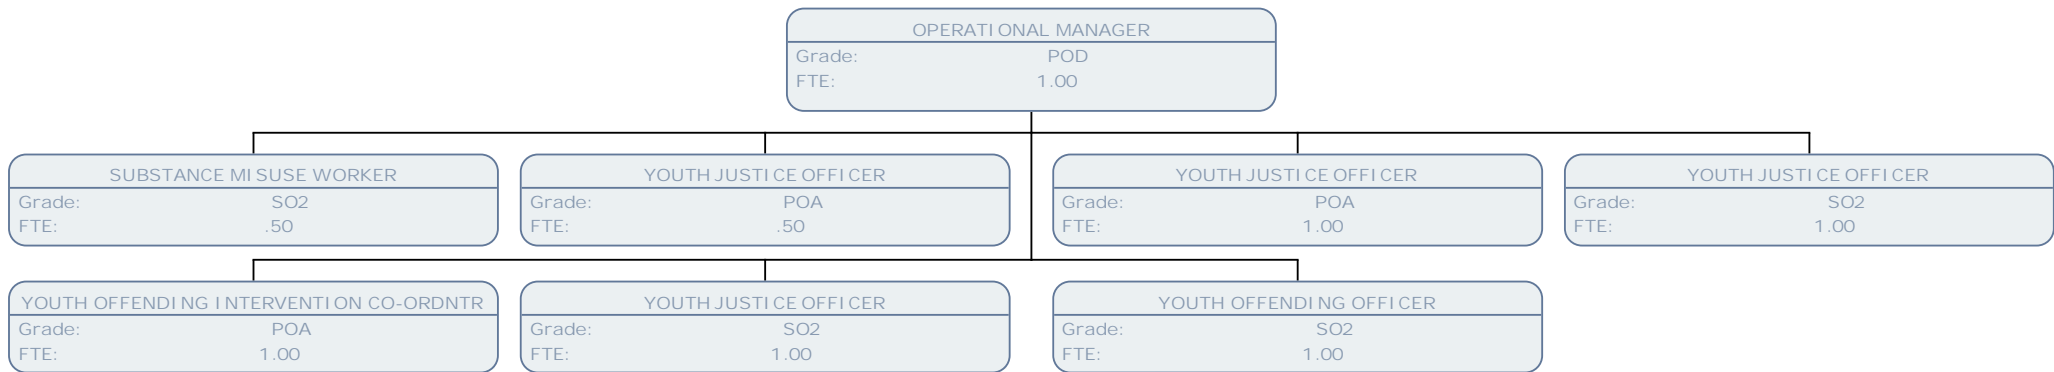 OPERATIONAL MANAGER
Grade: POD
FTE: 1.00
SUBSTANCE MISUSE WORKER
Grade: SO2
FTE: .50
YOUTH JUSTICE OFFICER
Grade: POA
FTE: .50
YOUTH JUSTICE OFFICER
Grade: POA
FTE: 1.00
YOUTH JUSTICE OFFICER
Grade: SO2
FTE: 1.00
YOUTH OFFENDING INTERVENTION CO-ORDNTR
Grade: POA
FTE: 1.00
YOUTH JUSTICE OFFICER
Grade: SO2
FTE: 1.00
YOUTH OFFENDING OFFICER
Grade: SO2
FTE: 1.00